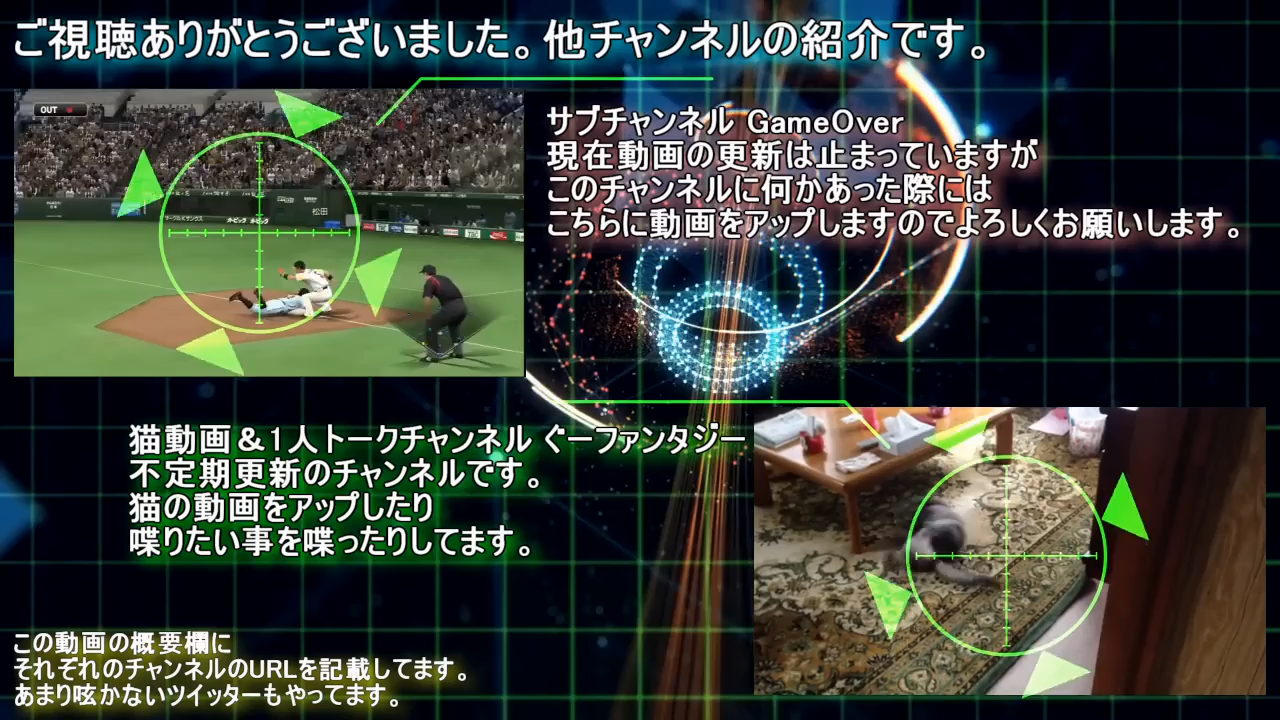 ご視聴ありがとうございました。他チャンネルの紹介です。
OUT
サブチャンネル GameOver
現在動画の更新は止まっていますが
このチャンネルに何かあった際には
こちらに動画をアップしますのでよろしくお願いします。
松田
猫動画＆1人トークチャンネル ぐーファンタジー
不定期更新のチャンネルです。
猫の動画をアップしたり
喋りたい事を喋ったりしてます。
この動画の概要欄に
それぞれのチャンネルのURLを記載してます。
あまり呟かないツイッターもやってます。